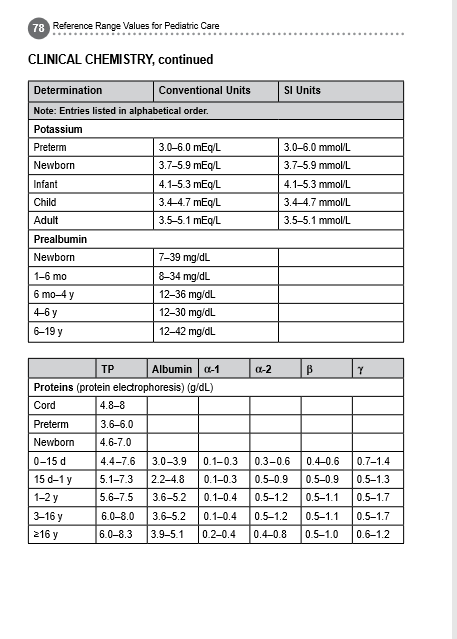 78 Reference Range Values for Pediatric Care
CLINICAL CHEMISTRY, continued
Determination Conventional Units SI Units
Note: Entries listed in alphabetical order.
Potassium
Preterm 3.0–6.0 mEq/L 3.0–6.0 mmol/L
Newborn 3.7–5.9 mEq/L 3.7–5.9 mmol/L
Infant 4.1–5.3 mEq/L 4.1–5.3 mmol/L
Child 3.4–4.7 mEq/L 3.4–4.7 mmol/L
Adult 3.5–5.1 mEq/L 3.5–5.1 mmol/L
Prealbumin
Newborn 7–39 mg/dL
1–6 mo 8–34 mg/dL
6 mo–4 y 12–36 mg/dL
4–6 y 12–30 mg/dL
6–19 y 12–42 mg/dL
TP Albumin α-1 α-2 β γ
Proteins (protein electrophoresis) (g/dL)
Cord 4.8–8
Preterm 3.6–6.0
Newborn 4.6-7.0
0–15 d 4.4–7.6 3.0–3.9 0.1–0.3 0.3–0.6 0.4–0.6 0.7–1.4
15 d–1 y 5.1–7.3 2.2–4.8 0.1–0.3 0.5–0.9 0.5–0.9 0.5–1.3
1–2 y 5.6–7.5 3.6–5.2 0.1–0.4 0.5–1.2 0.5–1.1 0.5–1.7
3–16 y 6.0–8.0 3.6–5.2 0.1–0.4 0.5–1.2 0.5–1.1 0.5–1.7
≥16 y 6.0–8.3 3.9–5.1 0.2–0.4 0.4–0.8 0.5–1.0 0.6–1.2